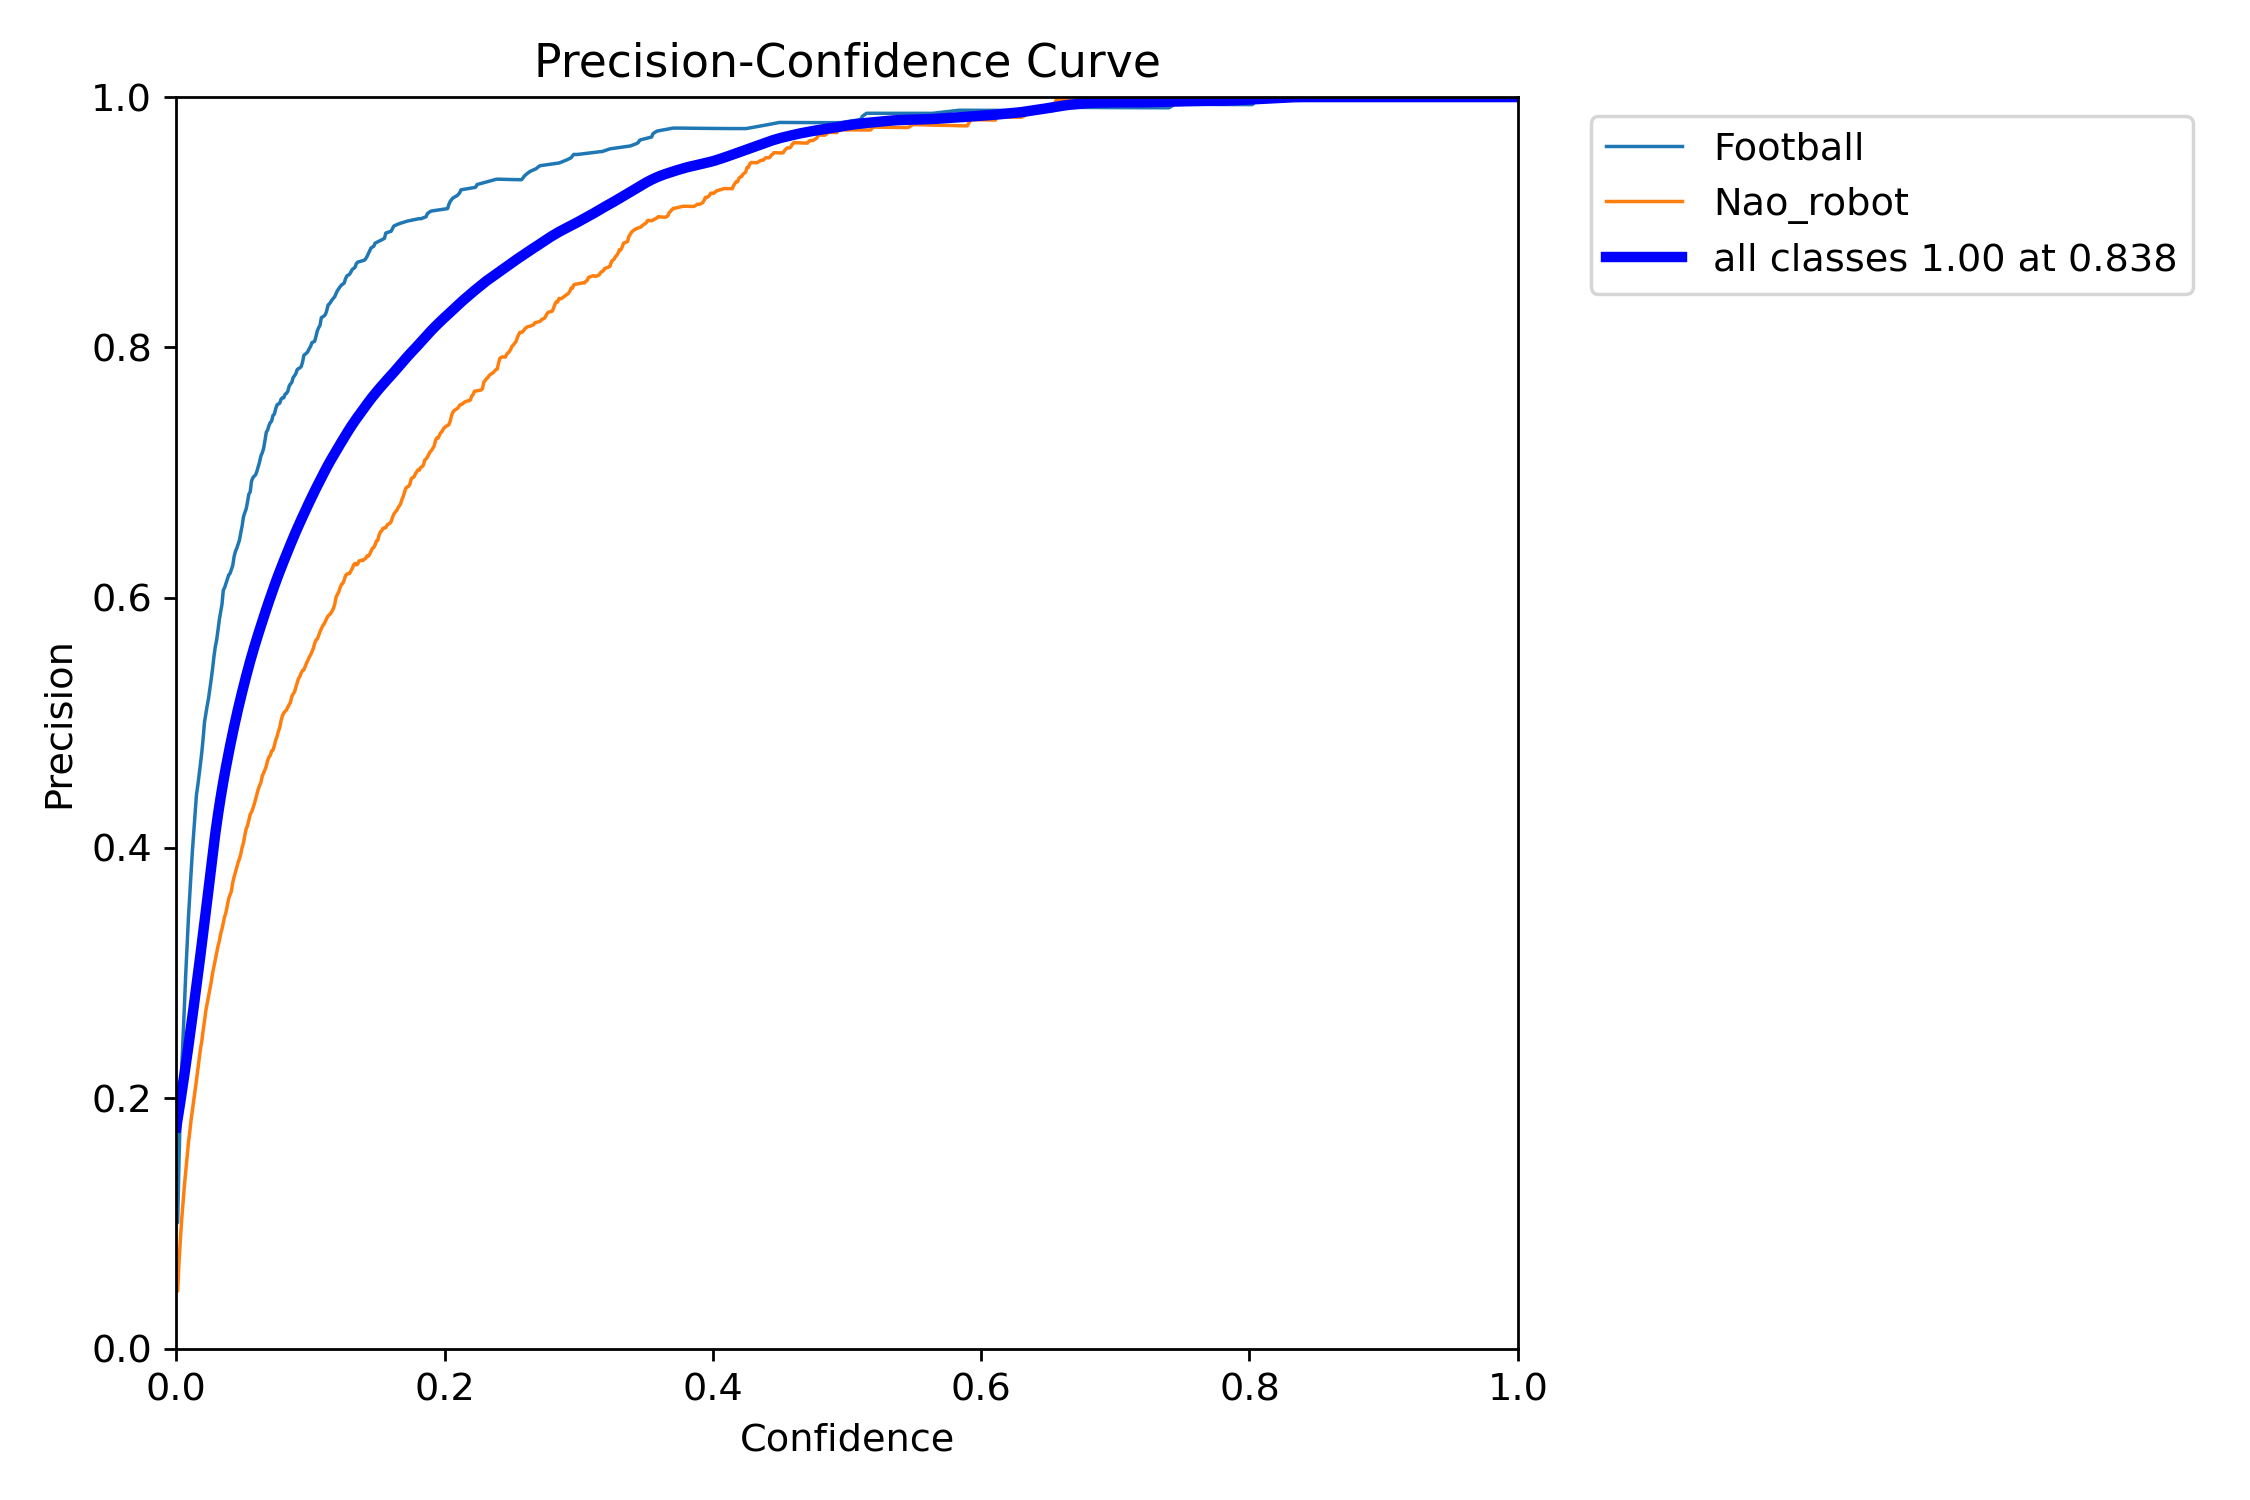 Precision-Confidence Curve
1.0
0.8
0.6
0.4
0.2
0.0
Precision
0.0 0.2 0.4 0.6 0.8 1.0
Confidence
Football
Nao_robot
all classes 1.00 at 0.838